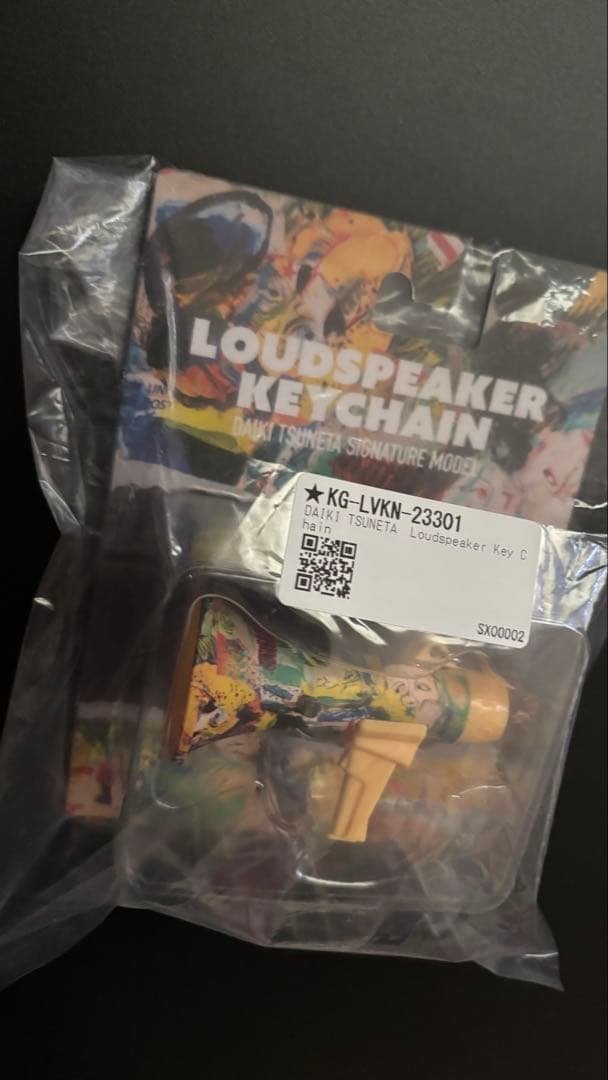 LOUDSPEAKER
KEYCHAIN
DAIKI TSUNETA SIGNATURE MODEL
★KG-LVKN-23301
DAIKI TSUNETA Loudspeaker Key C
hain
SX00002